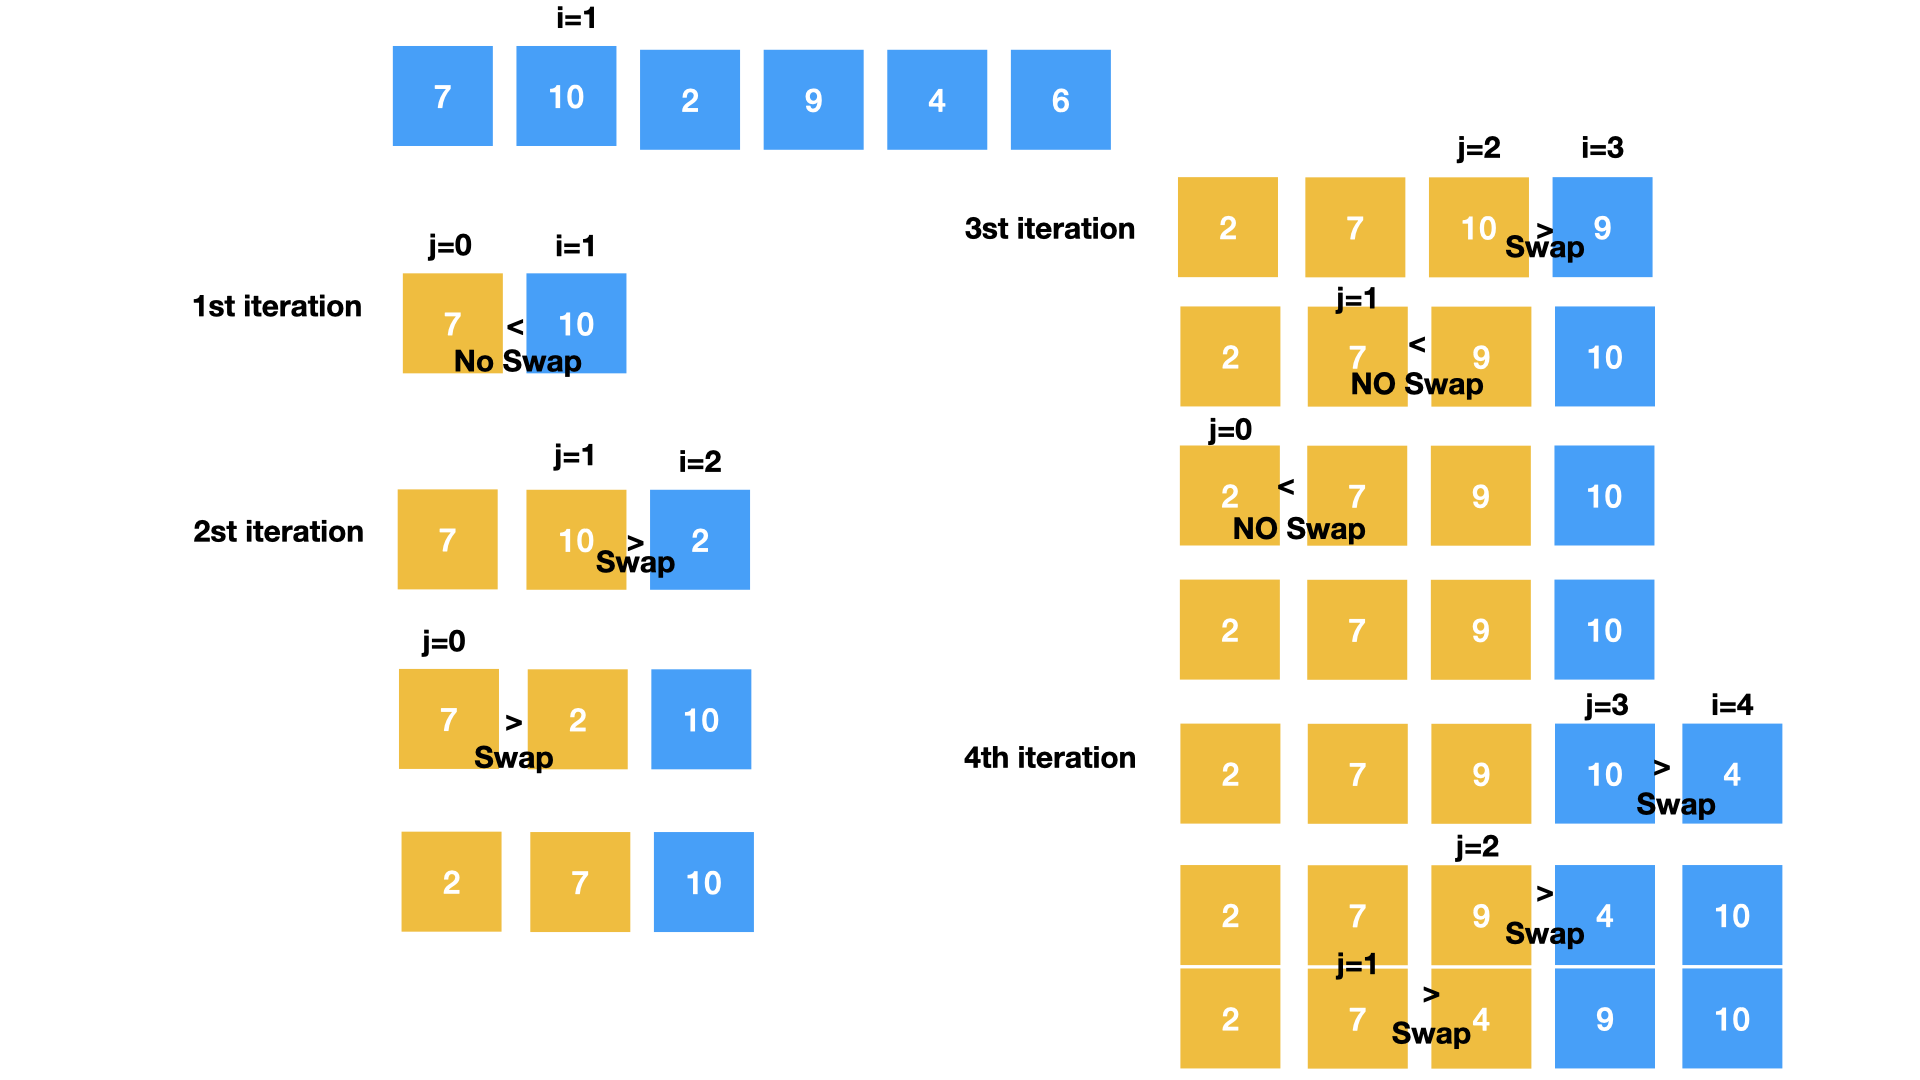 i=1
7 10 2 9 4 6
j=0 i=1
1st iteration 7 < 10
No Swap
j=1 i=2
2st iteration 7 10 > 2
Swap
j=0
7 > 2 10
Swap
2 7 10
j=2 i=3
3st iteration 2 7 10 > 9
Swap
j=1
2 7 < 9 10
NO Swap
j=0
2 < 7 9 10
NO Swap
2 7 9 10
j=3 i=4
4th iteration 2 7 9 10 > 4
Swap
j=2
2 7 9 > 4 10
Swap
j=1
2 7 > 4 9 10
Swap